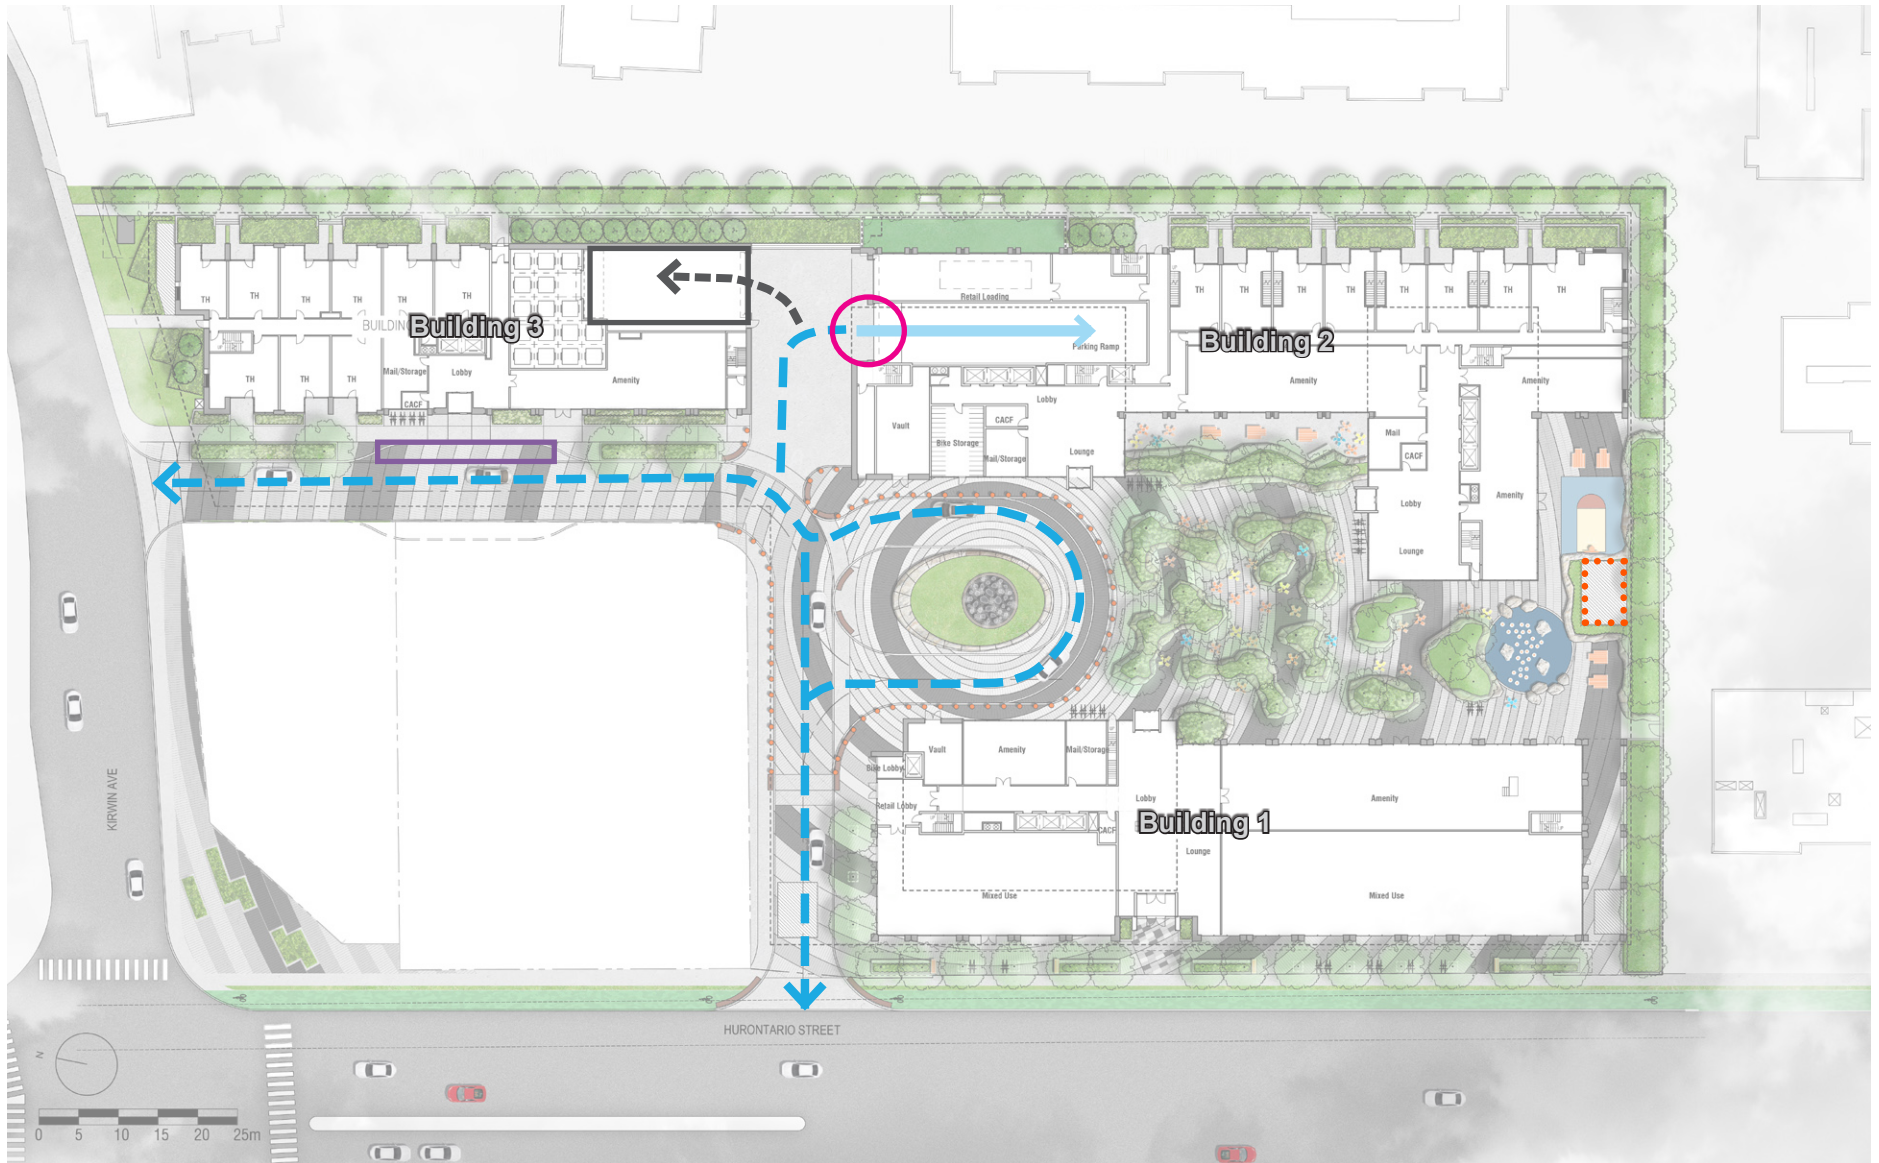 Retail Loading
TH
TH
TH
TH
TH
TH
TH
TH
TH
TH
TH
TH
BUILDING
Building 3
Building 2
Parking Ramp
Mail/Storage
Lobby
TH
TH
TH
Amenity
Amenity
Amenity
CACF
Lobby
Vault
CACF
Bike Storage
Mail/Storage
Lounge
Mail
CACF
Lobby
Amenity
Lounge
Vault
Amenity
Mail/Storage
Bike Lobby
Retail Lobby
Lobby
Amenity
CACF
Building 1
Lounge
Mixed Use
Mixed Use
KIRWIN AVE
HURONTARIO STREET
N
0 5 10 15 20 25m